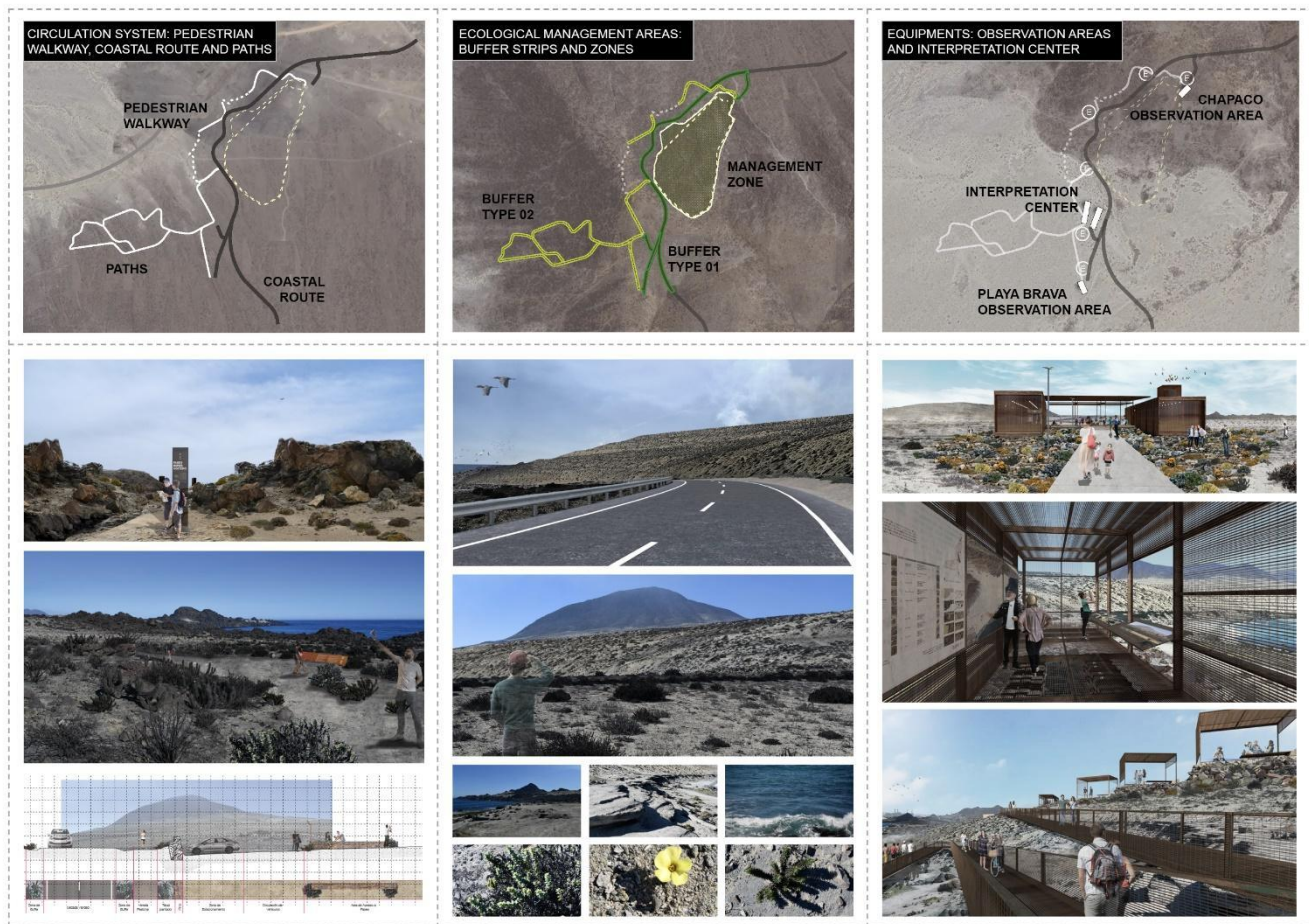 CIRCULATION SYSTEM: PEDESTRIAN
WALKWAY, COASTAL ROUTE AND PATHS
PEDESTRIAN
WALKWAY
PATHS
COASTAL
ROUTE
ECOLOGICAL MANAGEMENT AREAS:
BUFFER STRIPS AND ZONES
MANAGEMENT
ZONE
BUFFER
TYPE 02
BUFFER
TYPE 01
EQUIPMENTS: OBSERVATION AREAS
AND INTERPRETATION CENTER
E
E
CHAPACO
OBSERVATION AREA
E
E
INTERPRETATION
CENTER
E
E
PLAYA BRAVA
OBSERVATION AREA